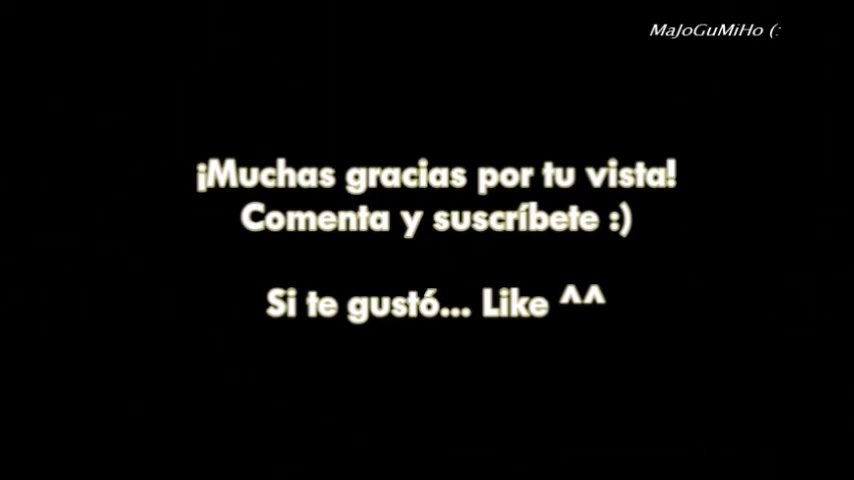 MaJoGuMiHo (:
¡Muchas gracias por tu vista!
Comenta y suscríbete :)
Si te gustó... Like ^^